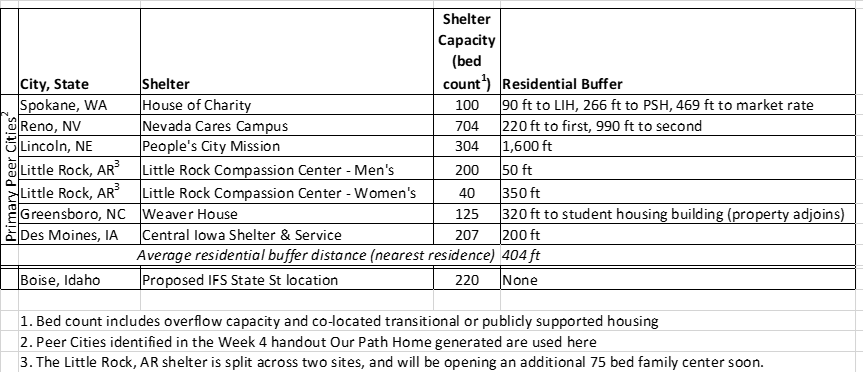 Shelter
Capacity
(bed
City, State Shelter count1) Residential Buffer
Primary Peer Cities2
Spokane, WA House of Charity 100 90 ft to LIH, 266 ft to PSH, 469 ft to market rate
Reno, NV Nevada Cares Campus 704 220 ft to first, 990 ft to second
Lincoln, NE People's City Mission 304 1,600 ft
Little Rock, AR3 Little Rock Compassion Center - Men's 200 50 ft
Little Rock, AR3 Little Rock Compassion Center - Women's 40 350 ft
Greensboro, NC Weaver House 125 320 ft to student housing building (property adjoins)
Des Moines, IA Central Iowa Shelter & Service 207 200 ft
Average residential buffer distance (nearest residence) 404 ft
Boise, Idaho Proposed IFS State St location 220 None
1. Bed count includes overflow capacity and co-located transitional or publicly supported housing
2. Peer Cities identified in the Week 4 handout Our Path Home generated are used here
3. The Little Rock, AR shelter is split across two sites, and will be opening an additional 75 bed family center soon.